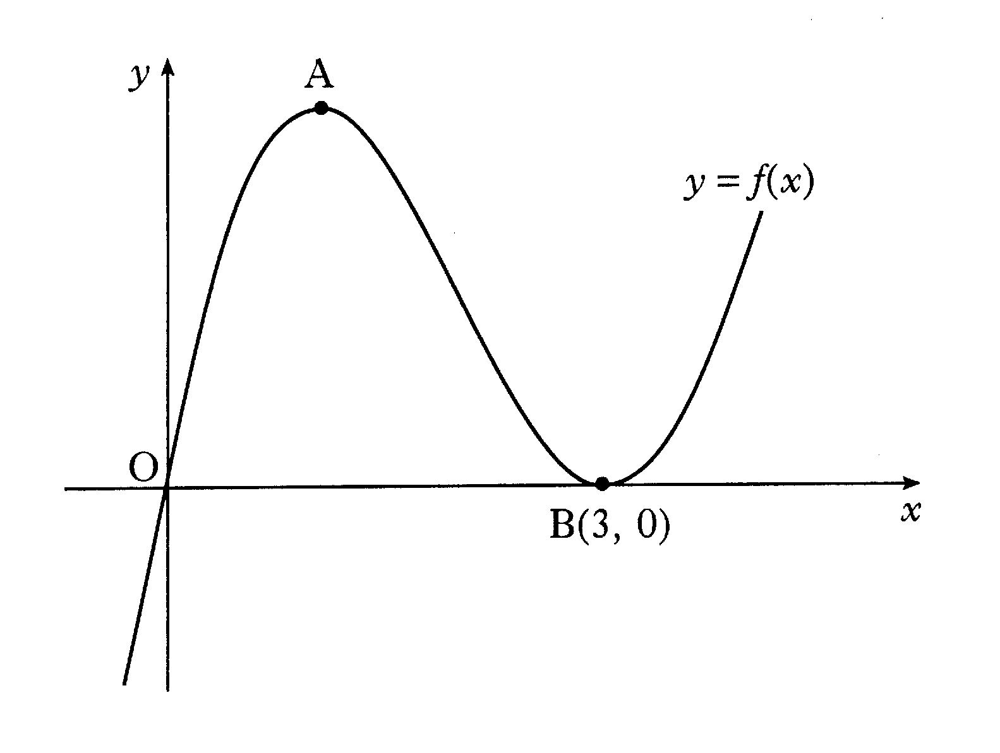 y
A
y = f(x)
O
B(3, 0)
x